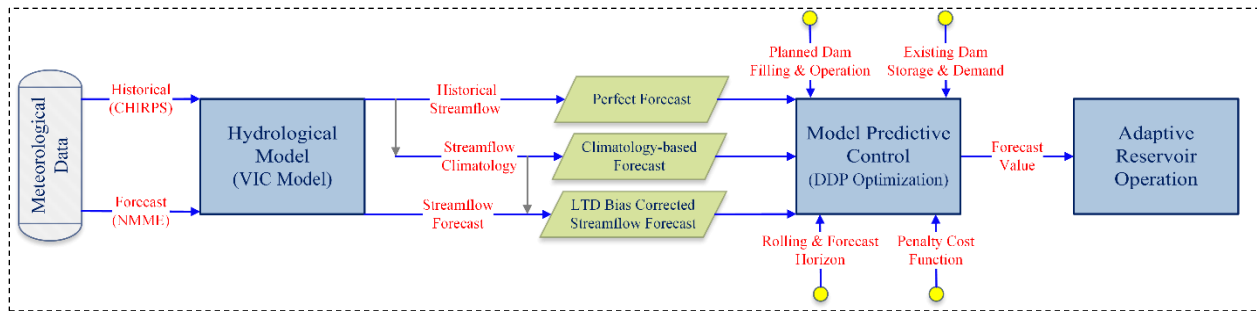 Meteorological
Data
Historical
(CHIRPS)
Forecast
(NMME)
Hydrological
Model
(VIC Model)
Historical
Streamflow
Streamflow
Climatology
Streamflow
Forecast
Perfect Forecast
Climatology-based
Forecast
LTD Bias Corrected
Streamflow Forecast
Planned Dam
Filling & Operation
Existing Dam
Storage & Demand
Model Predictive
Control
(DDP Optimization)
Rolling & Forecast
Horizon
Penalty Cost
Function
Forecast
Value
Adaptive
Reservoir
Operation